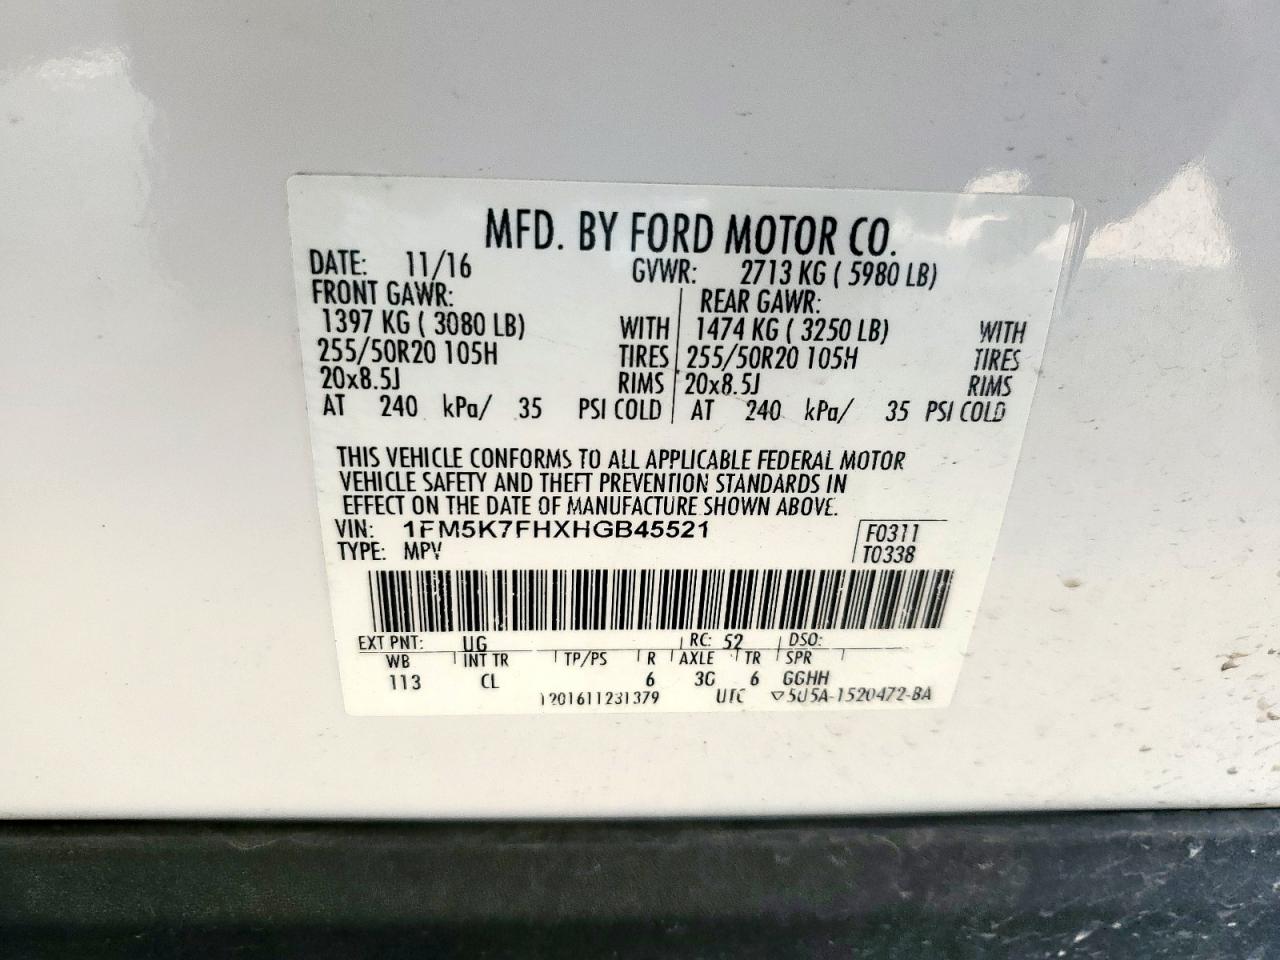 MFD. BY FORD MOTOR CO.
DATE: 11/16 GVWR: 2713 KG ( 5980 LB)
FRONT GAWR: REAR GAWR:
1397 KG ( 3080 LB) WITH 1474 KG ( 3250 LB) WITH
255/50R20 105H TIRES 255/50R20 105H TIRES
20x8.5J RIMS 20x8.5J RIMS
AT 240 kPa/ 35 PSI COLD AT 240 kPa/ 35 PSI COLD
THIS VEHICLE CONFORMS TO ALL APPLICABLE FEDERAL MOTOR
VEHICLE SAFETY AND THEFT PREVENTION STANDARDS IN
EFFECT ON THE DATE OF MANUFACTURE SHOWN ABOVE.
VIN: 1FM5K7FHXHGB45521 F0311
TYPE: MPV T0338
EXT PNT: UG RC: 52 DSO:
WB INT TR TP/PS R AXLE TR SPR
113 CL 6 3G 6 GGHH
1201611231379 UTC ▽5U5A-1520472-BA